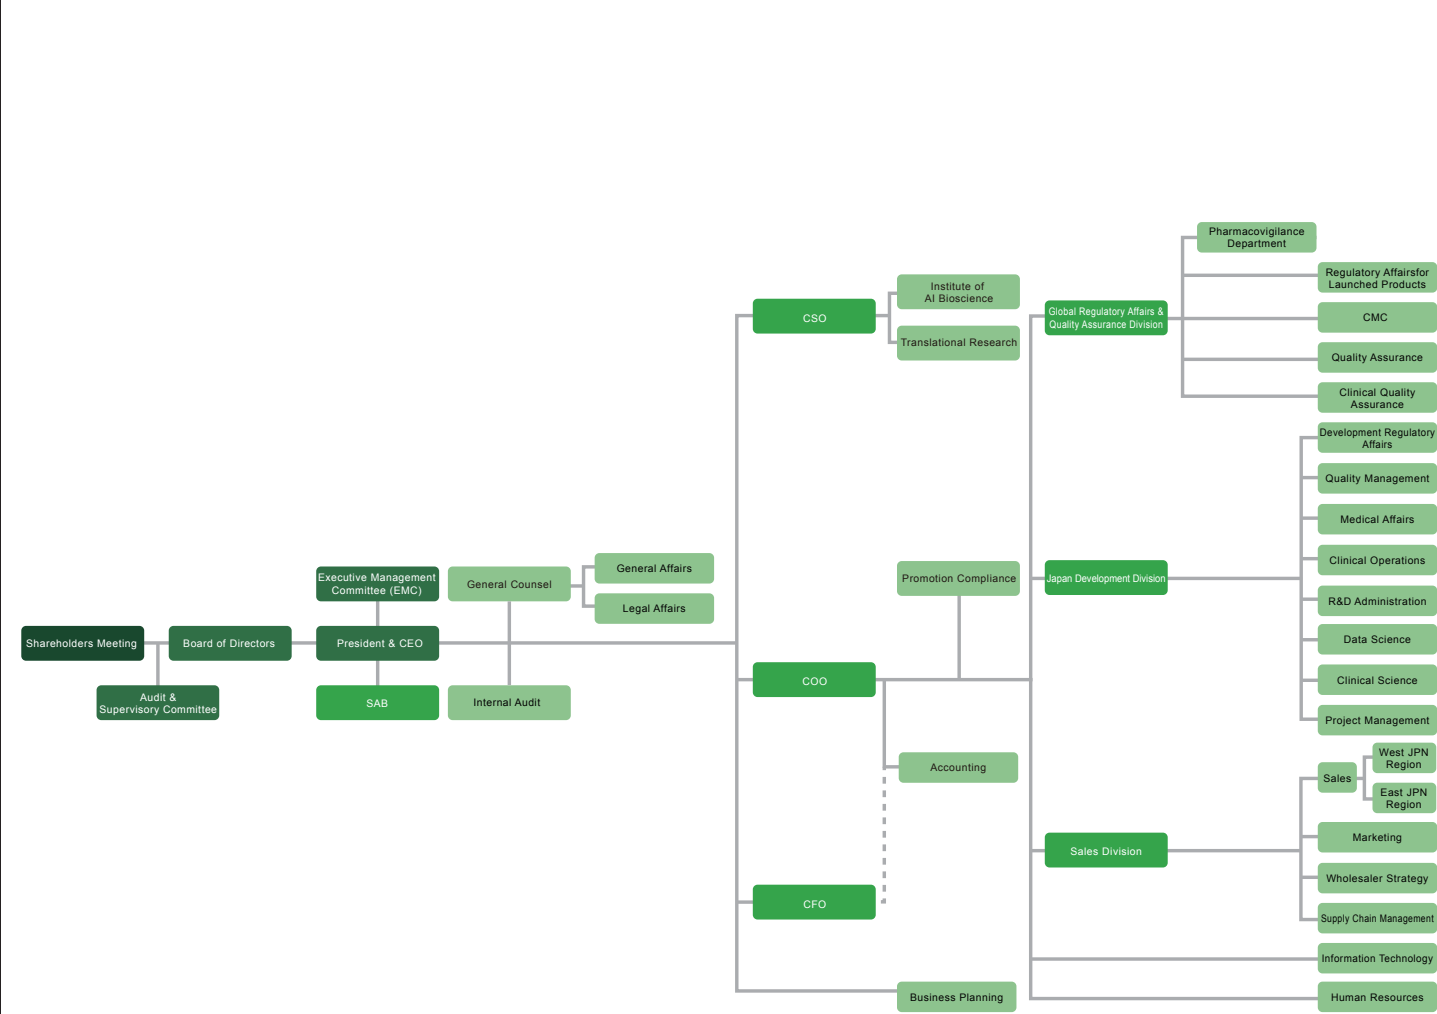 Shareholders Meeting
Audit &
Supervisory Committee
Board of Directors
Executive Management
Committee (EMC)
President & CEO
SAB
General Counsel
Internal Audit
General Affairs
Legal Affairs
CSO
Institute of
AI Bioscience
Translational Research
COO
Promotion Compliance
Accounting
CFO
Business Planning
Global Regulatory Affairs &
Quality Assurance Division
Pharmacovigilance
Department
Regulatory Affairsfor
Launched Products
CMC
Quality Assurance
Clinical Quality
Assurance
Japan Development Division
Development Regulatory
Affairs
Quality Management
Medical Affairs
Clinical Operations
R&D Administration
Data Science
Clinical Science
Project Management
Sales Division
Sales
West JPN
Region
East JPN
Region
Marketing
Wholesaler Strategy
Supply Chain Management
Information Technology
Human Resources